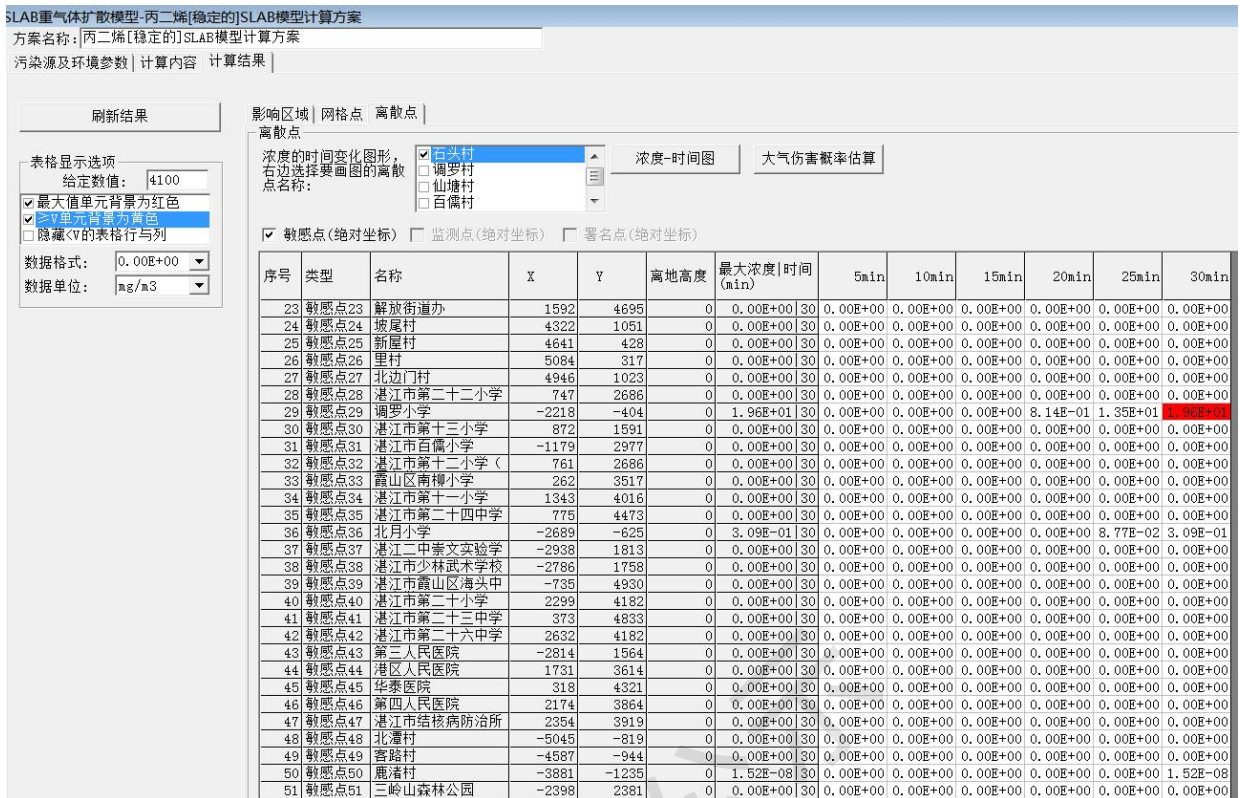 SLAB重气体扩散模型-丙二烯[稳定的]SLAB模型计算方案
方案名称: 丙二烯[稳定的]SLAB模型计算方案
污染源及环境参数 计算内容 计算结果
刷新结果
表格显示选项
给定数值: 4100
最大值单元背景为红色
≥V单元背景为黄色
隐藏<V的表格行与列
数据格式: 0.00E+00
数据单位: mg/m3
影响区域 网格点 离散点
离散点
浓度的时间变化图形,
右边选择要画图的离散
点名称:
石头村
调罗村
仙塘村
百儒村
浓度-时间图 大气伤害概率估算
敏感点(绝对坐标) 监测点(绝对坐标) 署名点(绝对坐标)
序号 类型 名称 X Y 离地高度 最大浓度|时间(min) 5min 10min 15min 20min 25min 30min
23 敏感点23 解放街道办 1592 4695 0 0.00E+00|30 0.00E+00 0.00E+00 0.00E+00 0.00E+00 0.00E+00 0.00E+00
24 敏感点24 坡尾村 4322 1051 0 0.00E+00|30 0.00E+00 0.00E+00 0.00E+00 0.00E+00 0.00E+00 0.00E+00
25 敏感点25 新屋村 4641 428 0 0.00E+00|30 0.00E+00 0.00E+00 0.00E+00 0.00E+00 0.00E+00 0.00E+00
26 敏感点26 里村 5084 317 0 0.00E+00|30 0.00E+00 0.00E+00 0.00E+00 0.00E+00 0.00E+00 0.00E+00
27 敏感点27 北边门村 4946 1023 0 0.00E+00|30 0.00E+00 0.00E+00 0.00E+00 0.00E+00 0.00E+00 0.00E+00
28 敏感点28 湛江市第二十二小学 747 2686 0 0.00E+00|30 0.00E+00 0.00E+00 0.00E+00 0.00E+00 0.00E+00 0.00E+00
29 敏感点29 调罗小学 -2218 -404 0 1.96E+01|30 0.00E+00 0.00E+00 0.00E+00 8.14E-01 1.35E+01 1.96E+01
30 敏感点30 湛江市第十三小学 872 1591 0 0.00E+00|30 0.00E+00 0.00E+00 0.00E+00 0.00E+00 0.00E+00 0.00E+00
31 敏感点31 湛江市百儒小学 -1179 2977 0 0.00E+00|30 0.00E+00 0.00E+00 0.00E+00 0.00E+00 0.00E+00 0.00E+00
32 敏感点32 湛江市第十二小学( 761 2686 0 0.00E+00|30 0.00E+00 0.00E+00 0.00E+00 0.00E+00 0.00E+00 0.00E+00
33 敏感点33 霞山区南柳小学 262 3517 0 0.00E+00|30 0.00E+00 0.00E+00 0.00E+00 0.00E+00 0.00E+00 0.00E+00
34 敏感点34 湛江市第十一小学 1343 4016 0 0.00E+00|30 0.00E+00 0.00E+00 0.00E+00 0.00E+00 0.00E+00 0.00E+00
35 敏感点35 湛江市第二十四中学 775 4473 0 0.00E+00|30 0.00E+00 0.00E+00 0.00E+00 0.00E+00 0.00E+00 0.00E+00
36 敏感点36 北月小学 -2689 -625 0 3.09E-01|30 0.00E+00 0.00E+00 0.00E+00 0.00E+00 8.77E-02 3.09E-01
37 敏感点37 湛江二中崇文实验学 -2938 1813 0 0.00E+00|30 0.00E+00 0.00E+00 0.00E+00 0.00E+00 0.00E+00 0.00E+00
38 敏感点38 湛江市少林武术学校 -2786 1758 0 0.00E+00|30 0.00E+00 0.00E+00 0.00E+00 0.00E+00 0.00E+00 0.00E+00
39 敏感点39 湛江市霞山区海头中 -735 4930 0 0.00E+00|30 0.00E+00 0.00E+00 0.00E+00 0.00E+00 0.00E+00 0.00E+00
40 敏感点40 湛江市第二十小学 2299 4182 0 0.00E+00|30 0.00E+00 0.00E+00 0.00E+00 0.00E+00 0.00E+00 0.00E+00
41 敏感点41 湛江市第二十三中学 373 4833 0 0.00E+00|30 0.00E+00 0.00E+00 0.00E+00 0.00E+00 0.00E+00 0.00E+00
42 敏感点42 湛江市第二十六中学 2632 4182 0 0.00E+00|30 0.00E+00 0.00E+00 0.00E+00 0.00E+00 0.00E+00 0.00E+00
43 敏感点43 第三人民医院 -2814 1564 0 0.00E+00|30 0.00E+00 0.00E+00 0.00E+00 0.00E+00 0.00E+00 0.00E+00
44 敏感点44 港区人民医院 1731 3614 0 0.00E+00|30 0.00E+00 0.00E+00 0.00E+00 0.00E+00 0.00E+00 0.00E+00
45 敏感点45 华泰医院 318 4321 0 0.00E+00|30 0.00E+00 0.00E+00 0.00E+00 0.00E+00 0.00E+00 0.00E+00
46 敏感点46 第四人民医院 2174 3864 0 0.00E+00|30 0.00E+00 0.00E+00 0.00E+00 0.00E+00 0.00E+00 0.00E+00
47 敏感点47 湛江市结核病防治所 2354 3919 0 0.00E+00|30 0.00E+00 0.00E+00 0.00E+00 0.00E+00 0.00E+00 0.00E+00
48 敏感点48 北潭村 -5045 -819 0 0.00E+00|30 0.00E+00 0.00E+00 0.00E+00 0.00E+00 0.00E+00 0.00E+00
49 敏感点49 客路村 -4587 -944 0 0.00E+00|30 0.00E+00 0.00E+00 0.00E+00 0.00E+00 0.00E+00 0.00E+00
50 敏感点50 鹿渚村 -3881 -1235 0 1.52E-08|30 0.00E+00 0.00E+00 0.00E+00 0.00E+00 0.00E+00 1.52E-08
51 敏感点51 三岭山森林公园 -2398 2381 0 0.00E+00|30 0.00E+00 0.00E+00 0.00E+00 0.00E+00 0.00E+00 0.00E+00